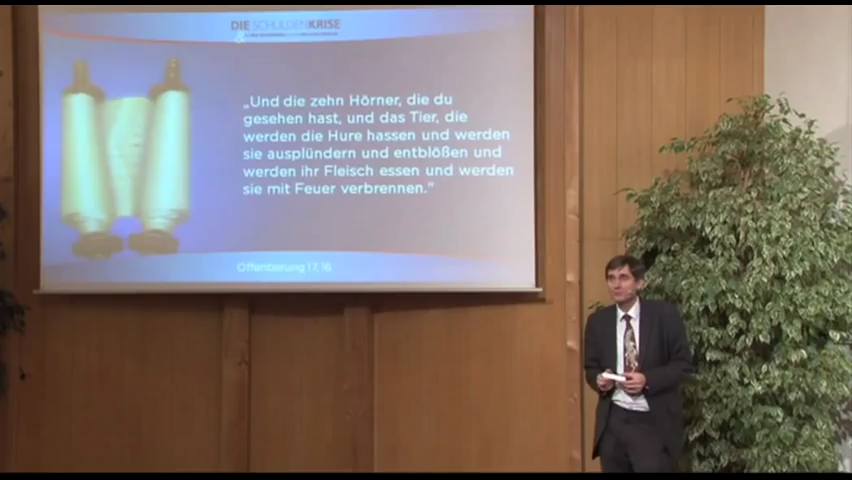 DIE SCHULDENKRISE
„Und die zehn Hörner, die du
gesehen hast, und das Tier, die
werden die Hure hassen und werden
sie ausplündern und entblößen und
werden ihr Fleisch essen und werden
sie mit Feuer verbrennen."
Offenbarung 17,16